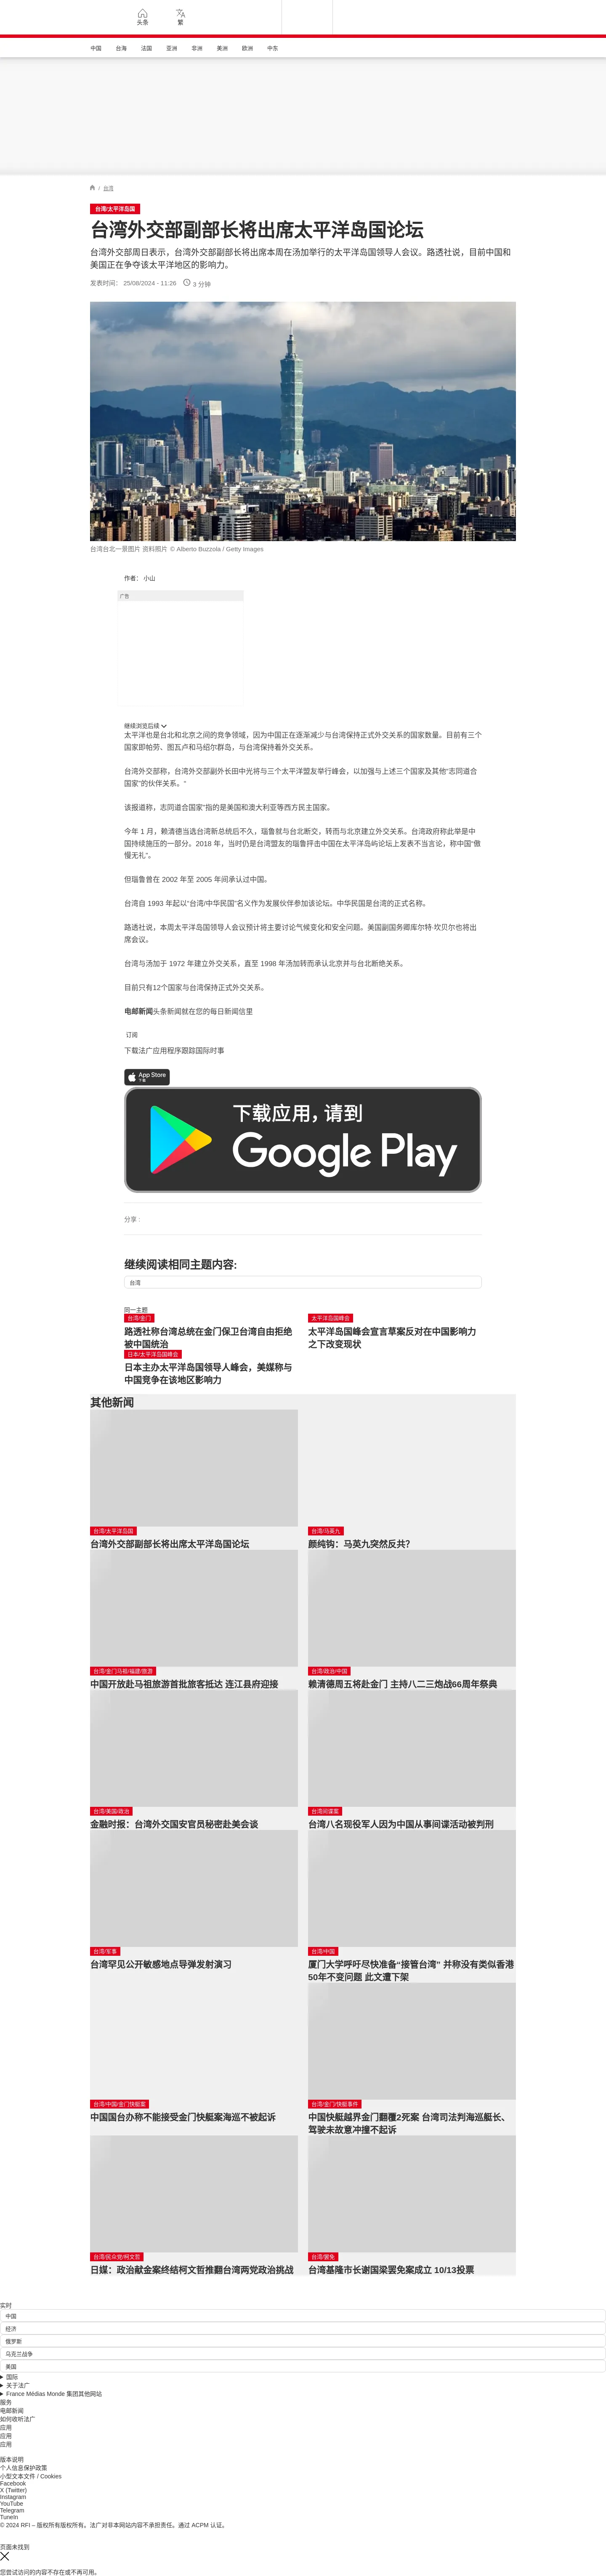 头条
繁
中国 台海 法国 亚洲 非洲 美洲 欧洲 中东
/ 台湾
台湾/太平洋岛国
台湾外交部副部长将出席太平洋岛国论坛
台湾外交部周日表示，台湾外交部副部长将出席本周在汤加举行的太平洋岛国领导人会议。路透社说，目前中国和
美国正在争夺该太平洋地区的影响力。
发表时间： 25/08/2024 - 11:26 3 分钟
台湾台北一景图片 资料照片 © Alberto Buzzola / Getty Images
作者： 小山
广告
继续浏览后续
太平洋也是台北和北京之间的竞争领域，因为中国正在逐渐减少与台湾保持正式外交关系的国家数量。目前有三个
国家即帕劳、图瓦卢和马绍尔群岛，与台湾保持着外交关系。
台湾外交部称，台湾外交部副外长田中光将与三个太平洋盟友举行峰会，以加强与上述三个国家及其他“志同道合
国家”的伙伴关系。“
该报道称，志同道合国家”指的是美国和澳大利亚等西方民主国家。
今年 1 月，赖清德当选台湾新总统后不久，瑙鲁就与台北断交，转而与北京建立外交关系。台湾政府称此举是中
国持续施压的一部分。2018 年，当时仍是台湾盟友的瑙鲁抨击中国在太平洋岛屿论坛上发表不当言论，称中国“傲
慢无礼”。
但瑙鲁曾在 2002 年至 2005 年间承认过中国。
台湾自 1993 年起以“台湾/中华民国”名义作为发展伙伴参加该论坛。中华民国是台湾的正式名称。
路透社说，本周太平洋岛国领导人会议预计将主要讨论气候变化和安全问题。美国副国务卿库尔特·坎贝尔也将出
席会议。
台湾与汤加于 1972 年建立外交关系，直至 1998 年汤加转而承认北京并与台北断绝关系。
目前只有12个国家与台湾保持正式外交关系。
电邮新闻头条新闻就在您的每日新闻信里
订阅
下载法广应用程序跟踪国际时事
App Store
下载
下载应用，请到
Google Play
分享 :
继续阅读相同主题内容:
台湾
同一主题
台湾/金门
路透社称台湾总统在金门保卫台湾自由拒绝
被中国统治
太平洋岛国峰会
太平洋岛国峰会宣言草案反对在中国影响力
之下改变现状
日本/太平洋岛国峰会
日本主办太平洋岛国领导人峰会，美媒称与
中国竞争在该地区影响力
其他新闻
台湾/太平洋岛国
台湾外交部副部长将出席太平洋岛国论坛
台湾/马英九
颜纯钩：马英九突然反共?
台湾/金门马祖/福建/旅游
中国开放赴马祖旅游首批旅客抵达 连江县府迎接
台湾/政治/中国
赖清德周五将赴金门 主持八二三炮战66周年祭典
台湾/美国/政治
金融时报：台湾外交国安官员秘密赴美会谈
台湾间谍案
台湾八名现役军人因为中国从事间谍活动被判刑
台湾/军事
台湾罕见公开敏感地点导弹发射演习
台湾/中国
厦门大学呼吁尽快准备“接管台湾” 并称没有类似香港
50年不变问题 此文遭下架
台湾/中国/金门快艇案
中国国台办称不能接受金门快艇案海巡不被起诉
台湾/金门/快艇事件
中国快艇越界金门翻覆2死案 台湾司法判海巡艇长、
驾驶未故意冲撞不起诉
台湾/民众党/柯文哲
日媒：政治献金案终结柯文哲推翻台湾两党政治挑战
台湾/罢免
台湾基隆市长谢国梁罢免案成立 10/13投票
实时
中国
经济
俄罗斯
乌克兰战争
美国
国际
关于法广
France Médias Monde 集团其他网站
服务
电邮新闻
如何收听法广
应用
应用
应用
版本说明
个人信息保护政策
小型文本文件 / Cookies
Facebook
X (Twitter)
Instagram
YouTube
Telegram
TuneIn
© 2024 RFI – 版权所有版权所有。法广对非本网站内容不承担责任。通过 ACPM 认证。
页面未找到
您尝试访问的内容不存在或不再可用。